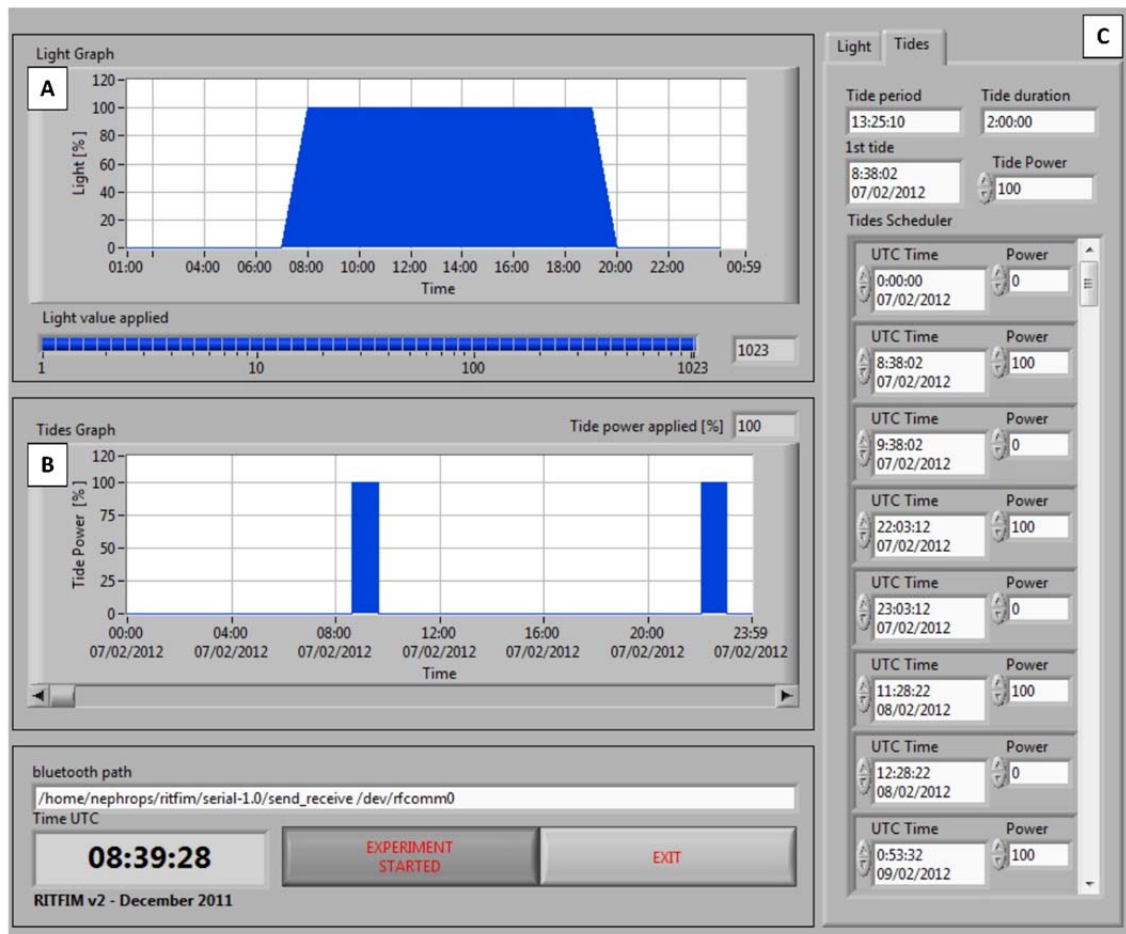 Light Graph
A
120
100
80
60
40
20
0
Light [%]
01:00 04:00 06:00 08:00 10:00 12:00 14:00 16:00 18:00 20:00 22:00 00:59
Time
Light value applied
1 10 100 1023
1023
Tides Graph
Tide power applied [%] 100
B
120
100
75
50
25
0
Tide Power [%]
00:00 04:00 08:00 12:00 16:00 20:00 23:59
07/02/2012 07/02/2012 07/02/2012 07/02/2012 07/02/2012 07/02/2012 07/02/2012
Time
bluetooth path
/home/nephrops/ritfim/serial-1.0/send_receive /dev/rfcomm0
Time UTC
08:39:28
EXPERIMENT
STARTED
EXIT
RITFIM v2 - December 2011
C
Light Tides
Tide period Tide duration
13:25:10 2:00:00
1st tide
8:38:02
07/02/2012
Tide Power
100
Tides Scheduler
UTC Time Power
0:00:00 0
07/02/2012
UTC Time Power
8:38:02 100
07/02/2012
UTC Time Power
9:38:02 0
07/02/2012
UTC Time Power
22:03:12 100
07/02/2012
UTC Time Power
23:03:12 0
07/02/2012
UTC Time Power
11:28:22 100
08/02/2012
UTC Time Power
12:28:22 0
08/02/2012
UTC Time Power
0:53:32 100
09/02/2012